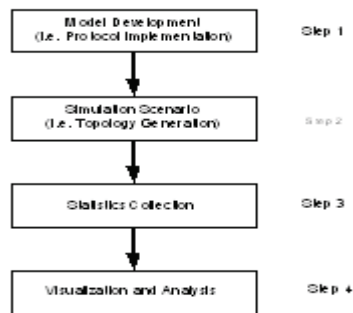 Model Development
(i.e. Protocol Implementation)
Step 1
Simulation Scenario
(i.e. Topology Generation)
Step 2
Statistics Collection
Step 3
Visualization and Analysis
Step 4